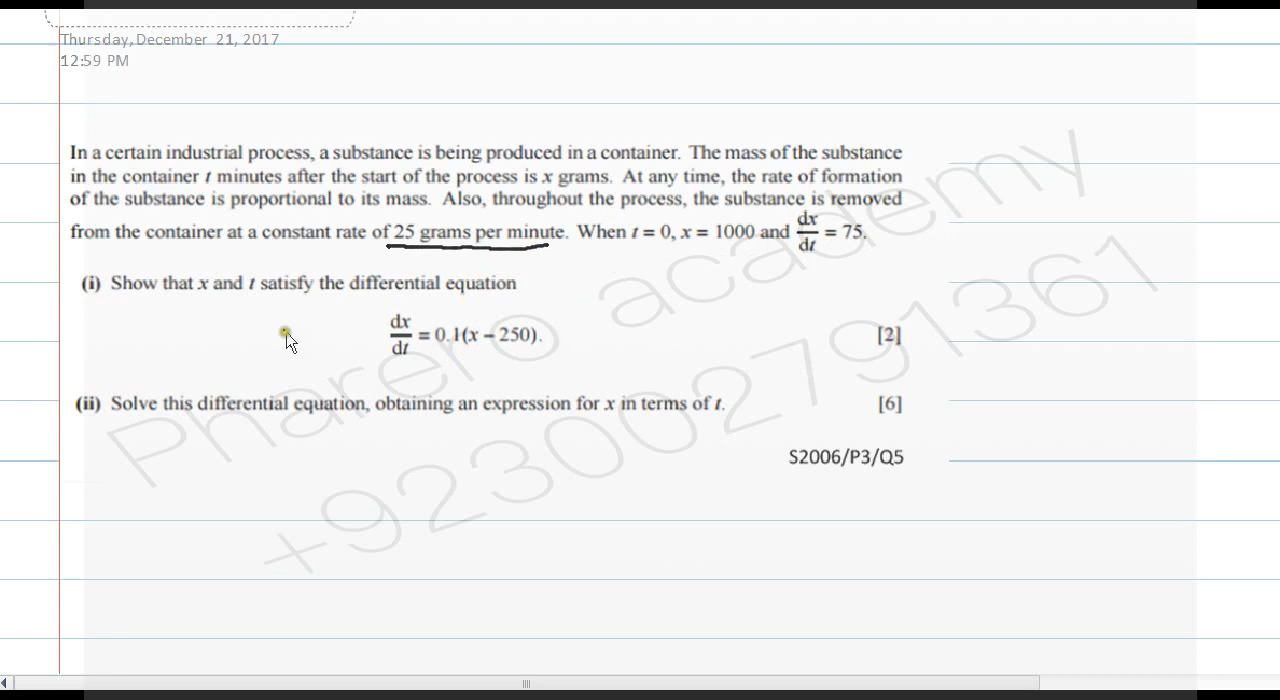 Thursday, December 21, 2017
12:59 PM
In a certain industrial process, a substance is being produced in a container. The mass of the substance
in the container t minutes after the start of the process is x grams. At any time, the rate of formation
of the substance is proportional to its mass. Also, throughout the process, the substance is removed
from the container at a constant rate of 25 grams per minute. When t = 0, x = 1000 and dx/dt = 75.
(i) Show that x and t satisfy the differential equation
dx/dt = 0.1(x – 250).
[2]
(ii) Solve this differential equation, obtaining an expression for x in terms of t.
[6]
S2006/P3/Q5
Pharero academy
+923002791361